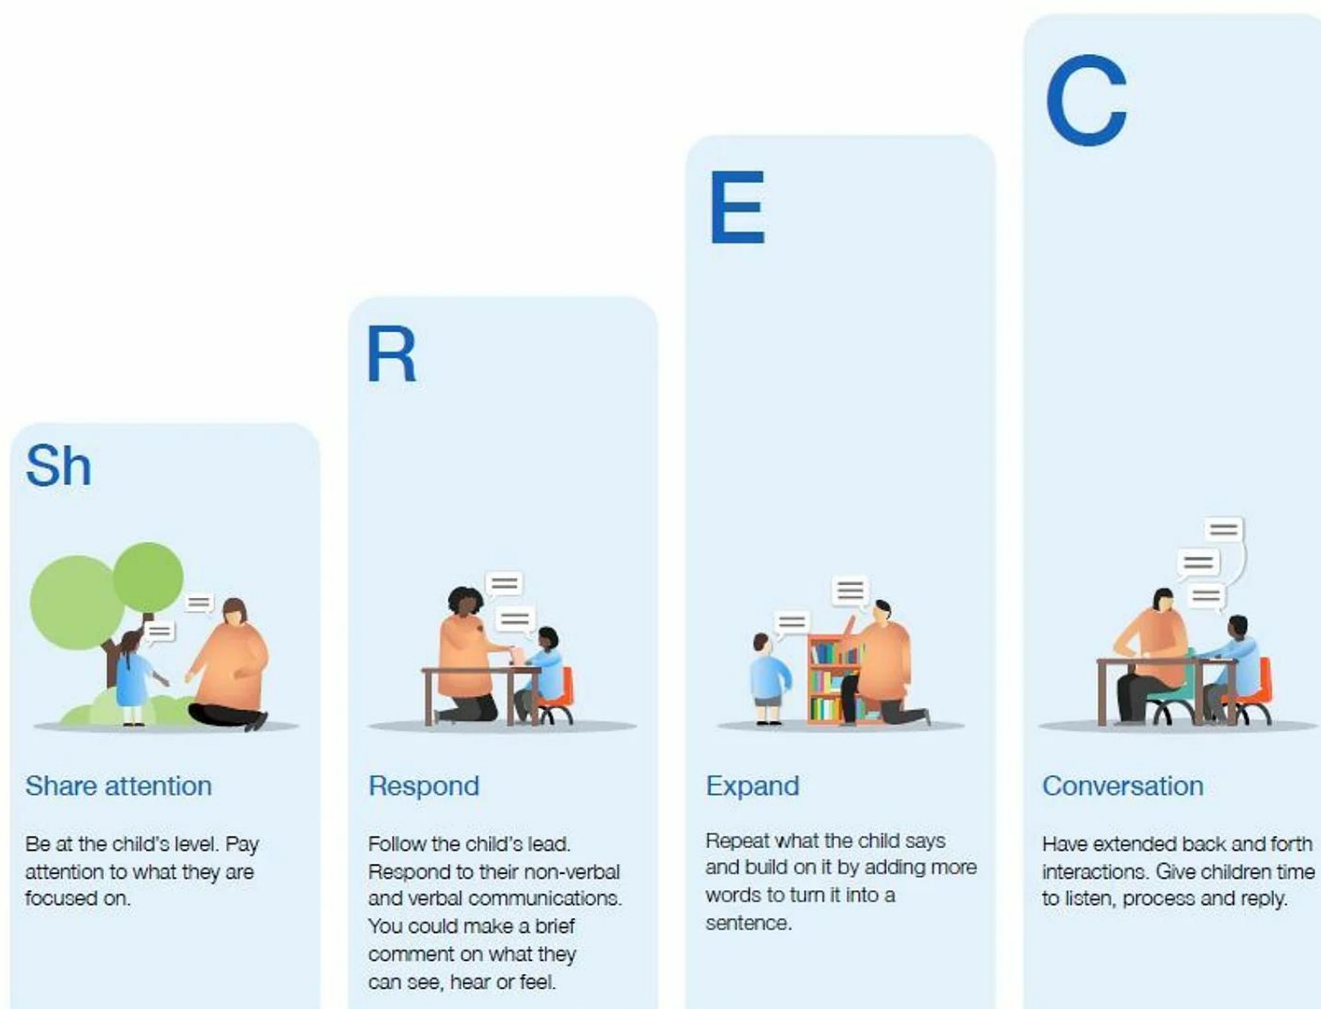 Sh
Share attention
Be at the child's level. Pay
attention to what they are
focused on.
R
Respond
Follow the child's lead.
Respond to their non-verbal
and verbal communications.
You could make a brief
comment on what they
can see, hear or feel.
E
Expand
Repeat what the child says
and build on it by adding more
words to turn it into a
sentence.
C
Conversation
Have extended back and forth
interactions. Give children time
to listen, process and reply.